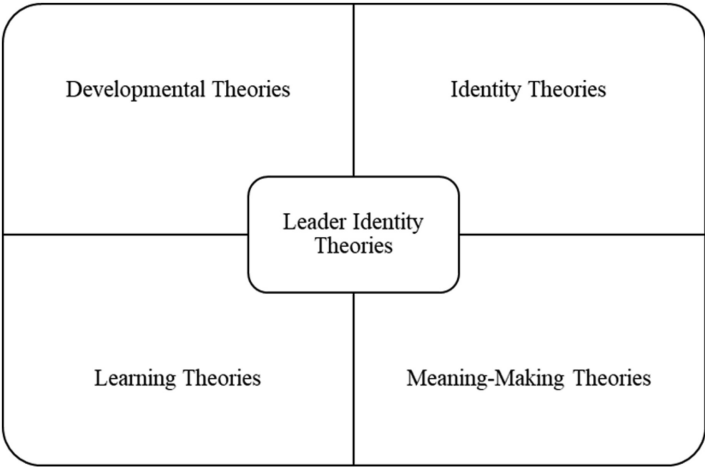 Developmental Theories
Identity Theories
Leader Identity
Theories
Learning Theories
Meaning-Making Theories